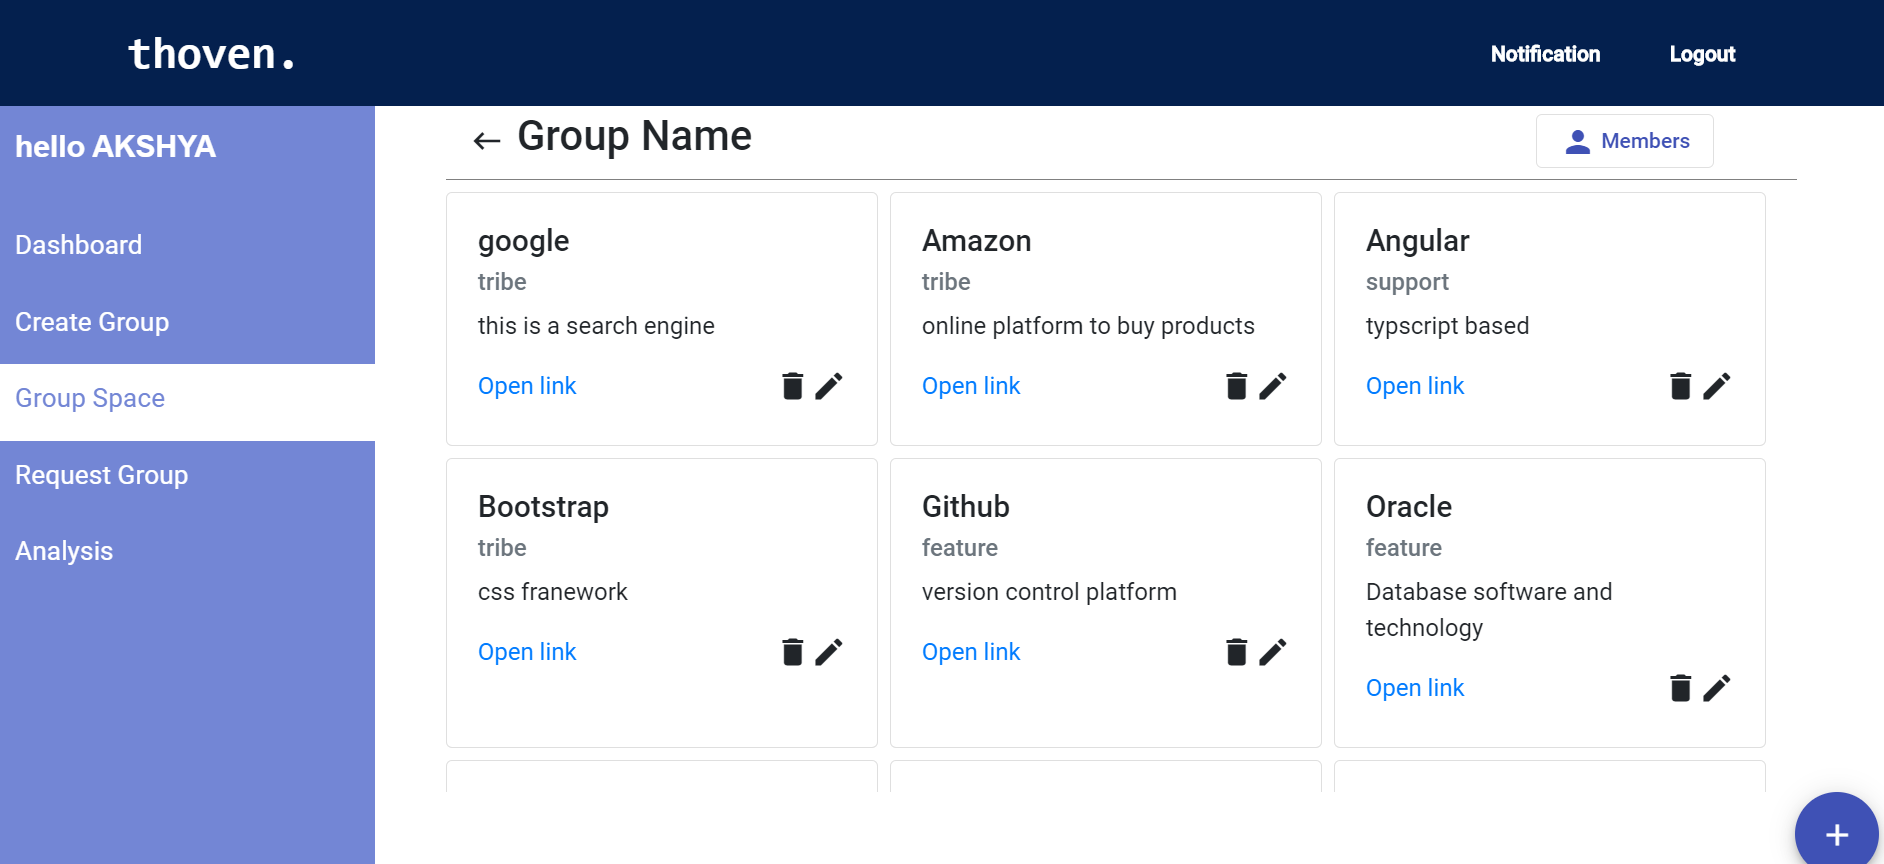 thoven.
Notification
Logout
hello AKSHYA
Dashboard
Create Group
Group Space
Request Group
Analysis
Group Name
Members
google
tribe
this is a search engine
Open link
Amazon
tribe
online platform to buy products
Open link
Angular
support
typscript based
Open link
Bootstrap
tribe
css franework
Open link
Github
feature
version control platform
Open link
Oracle
feature
Database software and
technology
Open link
+